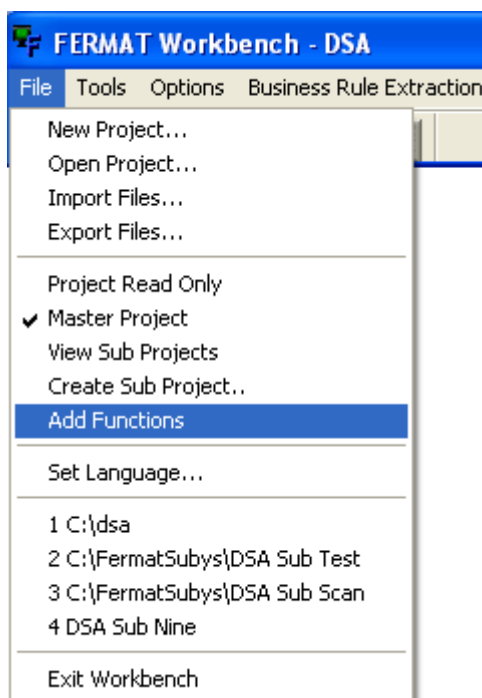 FERMAT Workbench - DSA
File Tools Options Business Rule Extraction
New Project...
Open Project...
Import Files...
Export Files...
Project Read Only
Master Project
View Sub Projects
Create Sub Project..
Add Functions
Set Language...
1 C:\dsa
2 C:\FermatSubys\DSA Sub Test
3 C:\FermatSubys\DSA Sub Scan
4 DSA Sub Nine
Exit Workbench